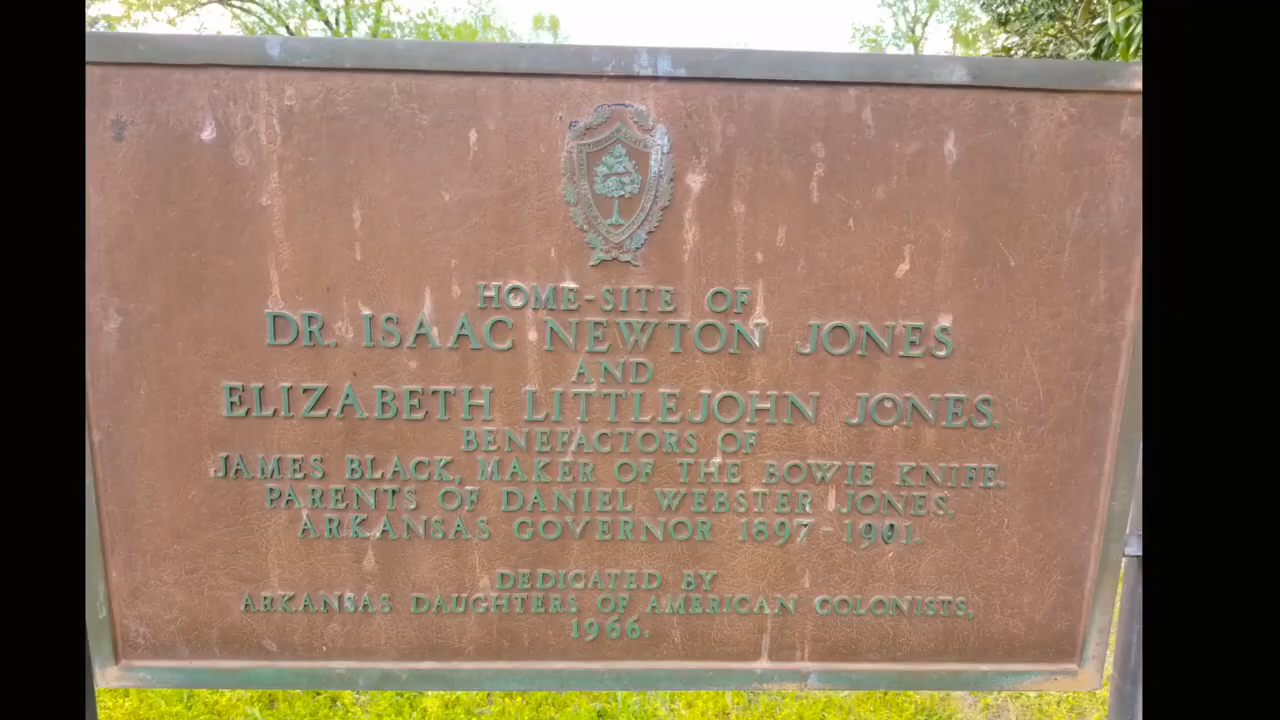 HOME-SITE OF
DR. ISAAC NEWTON JONES
AND
ELIZABETH LITTLEJOHN JONES.
BENEFACTORS OF
JAMES BLACK, MAKER OF THE BOWIE KNIFE.
PARENTS OF DANIEL WEBSTER JONES,
ARKANSAS GOVERNOR 1897-1901.
DEDICATED BY
ARKANSAS DAUGHTERS OF AMERICAN COLONISTS,
1966.